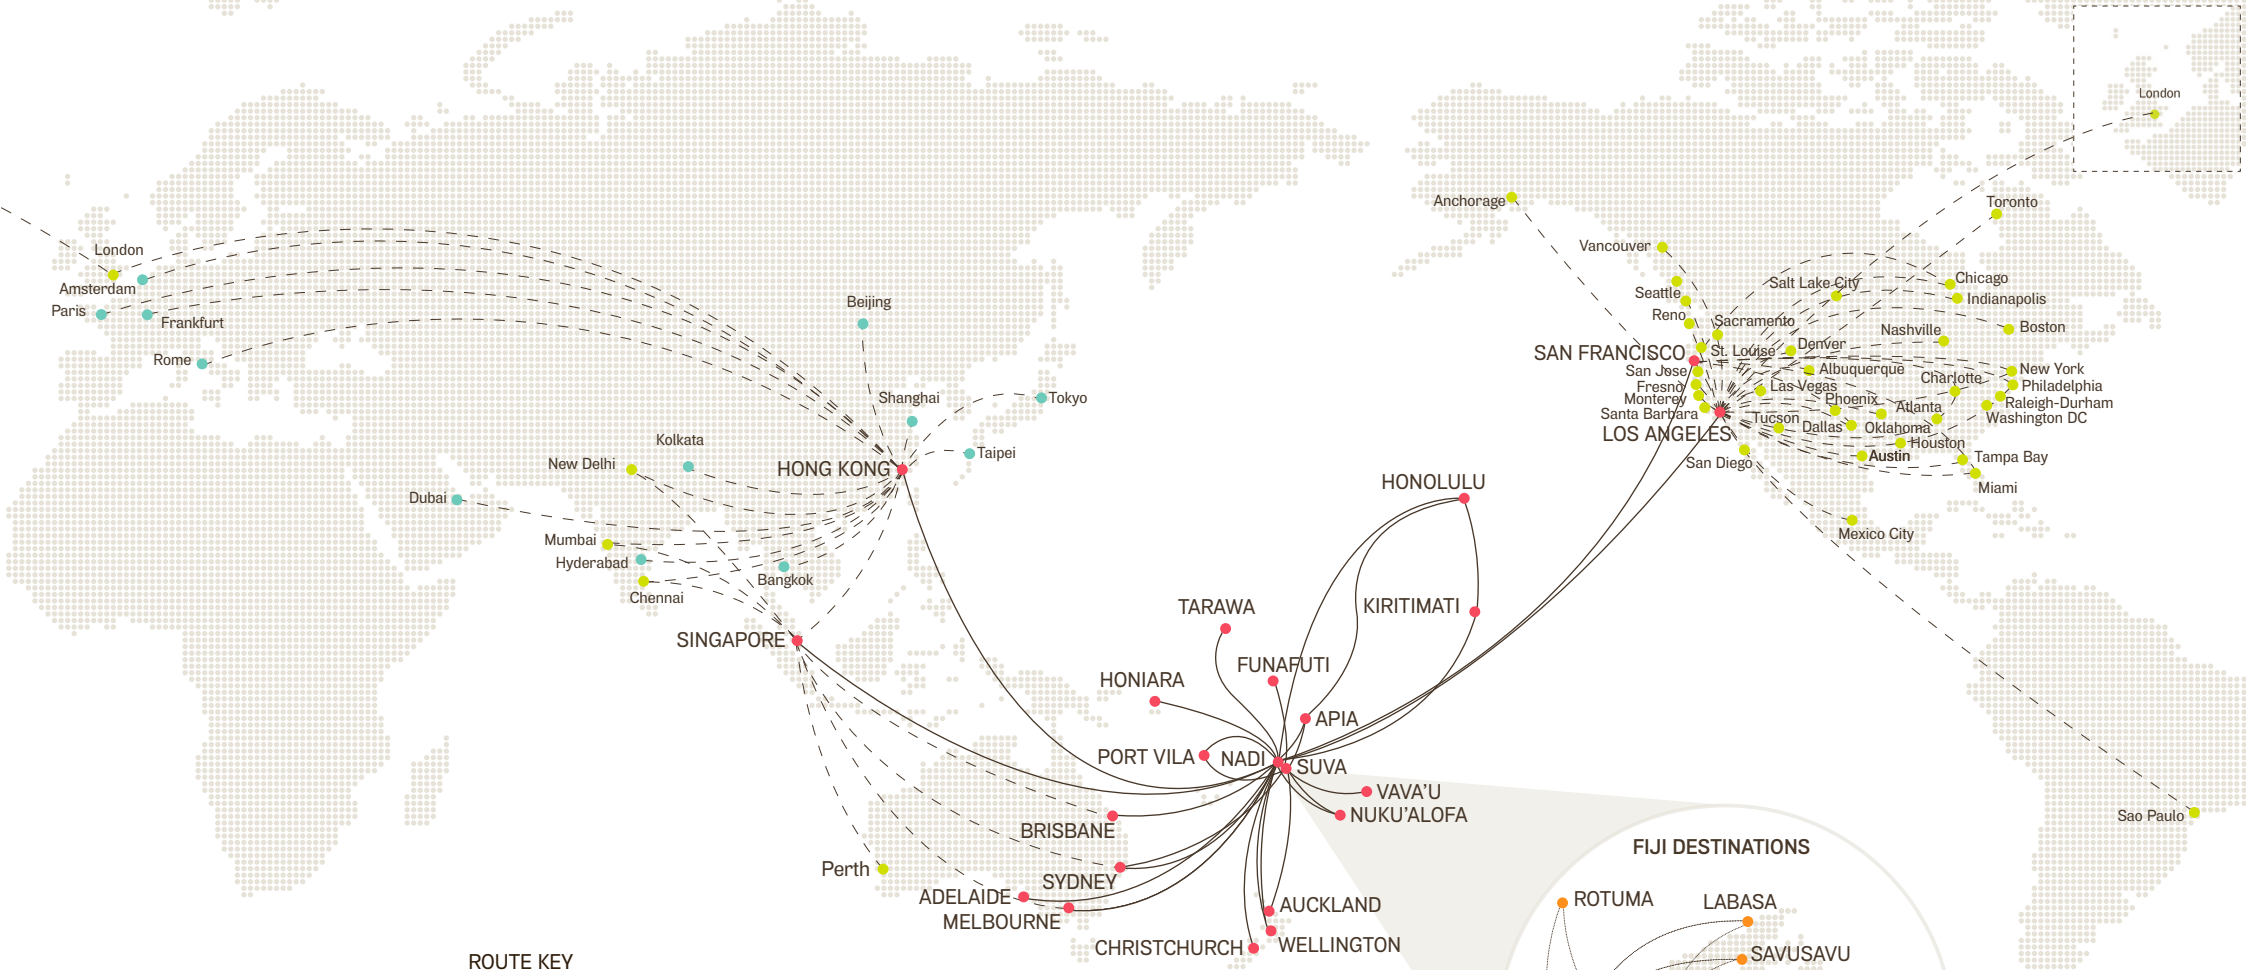 London
Toronto
Anchorage
Vancouver
London
Chicago
Salt Lake City
Amsterdam
Seattle
Indianapolis
Beijing
Paris
Frankfurt
Reno
Sacramento
Boston
Nashville
Denver
SAN FRANCISCO
St. Louise
Rome
San Jose
Albuquerque
New York
Charlotte
Fresno
Las Vegas
Philadelphia
Shanghai
Tokyo
Monterey
Phoenix
Raleigh-Durham
Atlanta
Santa Barbara
Tucson
Washington DC
Dallas
Oklahoma
LOS ANGELES
Kolkata
Houston
Taipei
New Delhi
HONG KONG
San Diego
Austin
Tampa Bay
HONOLULU
Miami
Dubai
Mexico City
Mumbai
Hyderabad
Bangkok
Chennai
TARAWA
KIRITIMATI
SINGAPORE
FUNAFUTI
HONIARA
APIA
PORT VILA
NADI
SUVA
VAVA'U
NUKU'ALOFA
Sao Paulo
BRISBANE
FIJI DESTINATIONS
Perth
SYDNEY
ADELAIDE
ROTUMA
LABASA
AUCKLAND
MELBOURNE
CHRISTCHURCH
WELLINGTON
SAVUSAVU
ROUTE KEY